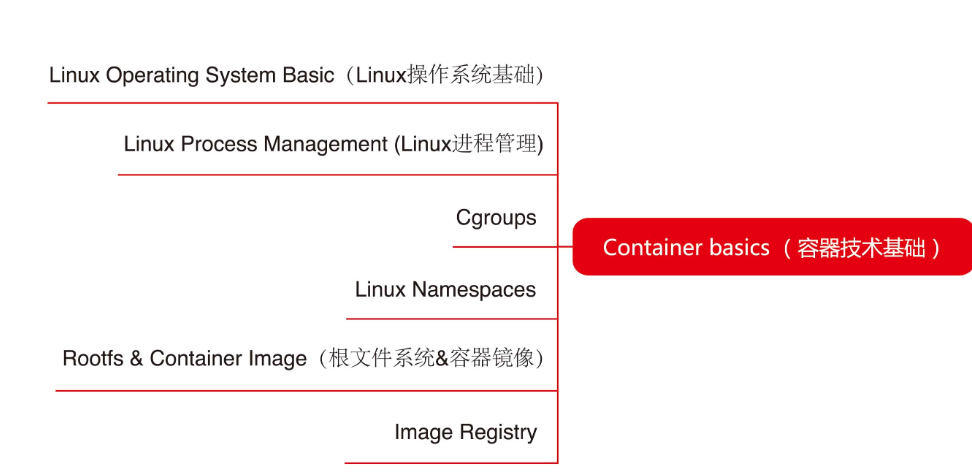 Linux Operating System Basic（Linux操作系统基础）
Linux Process Management (Linux进程管理)
Cgroups
Container basics （容器技术基础）
Linux Namespaces
Rootfs & Container Image（根文件系统&容器镜像）
Image Registry